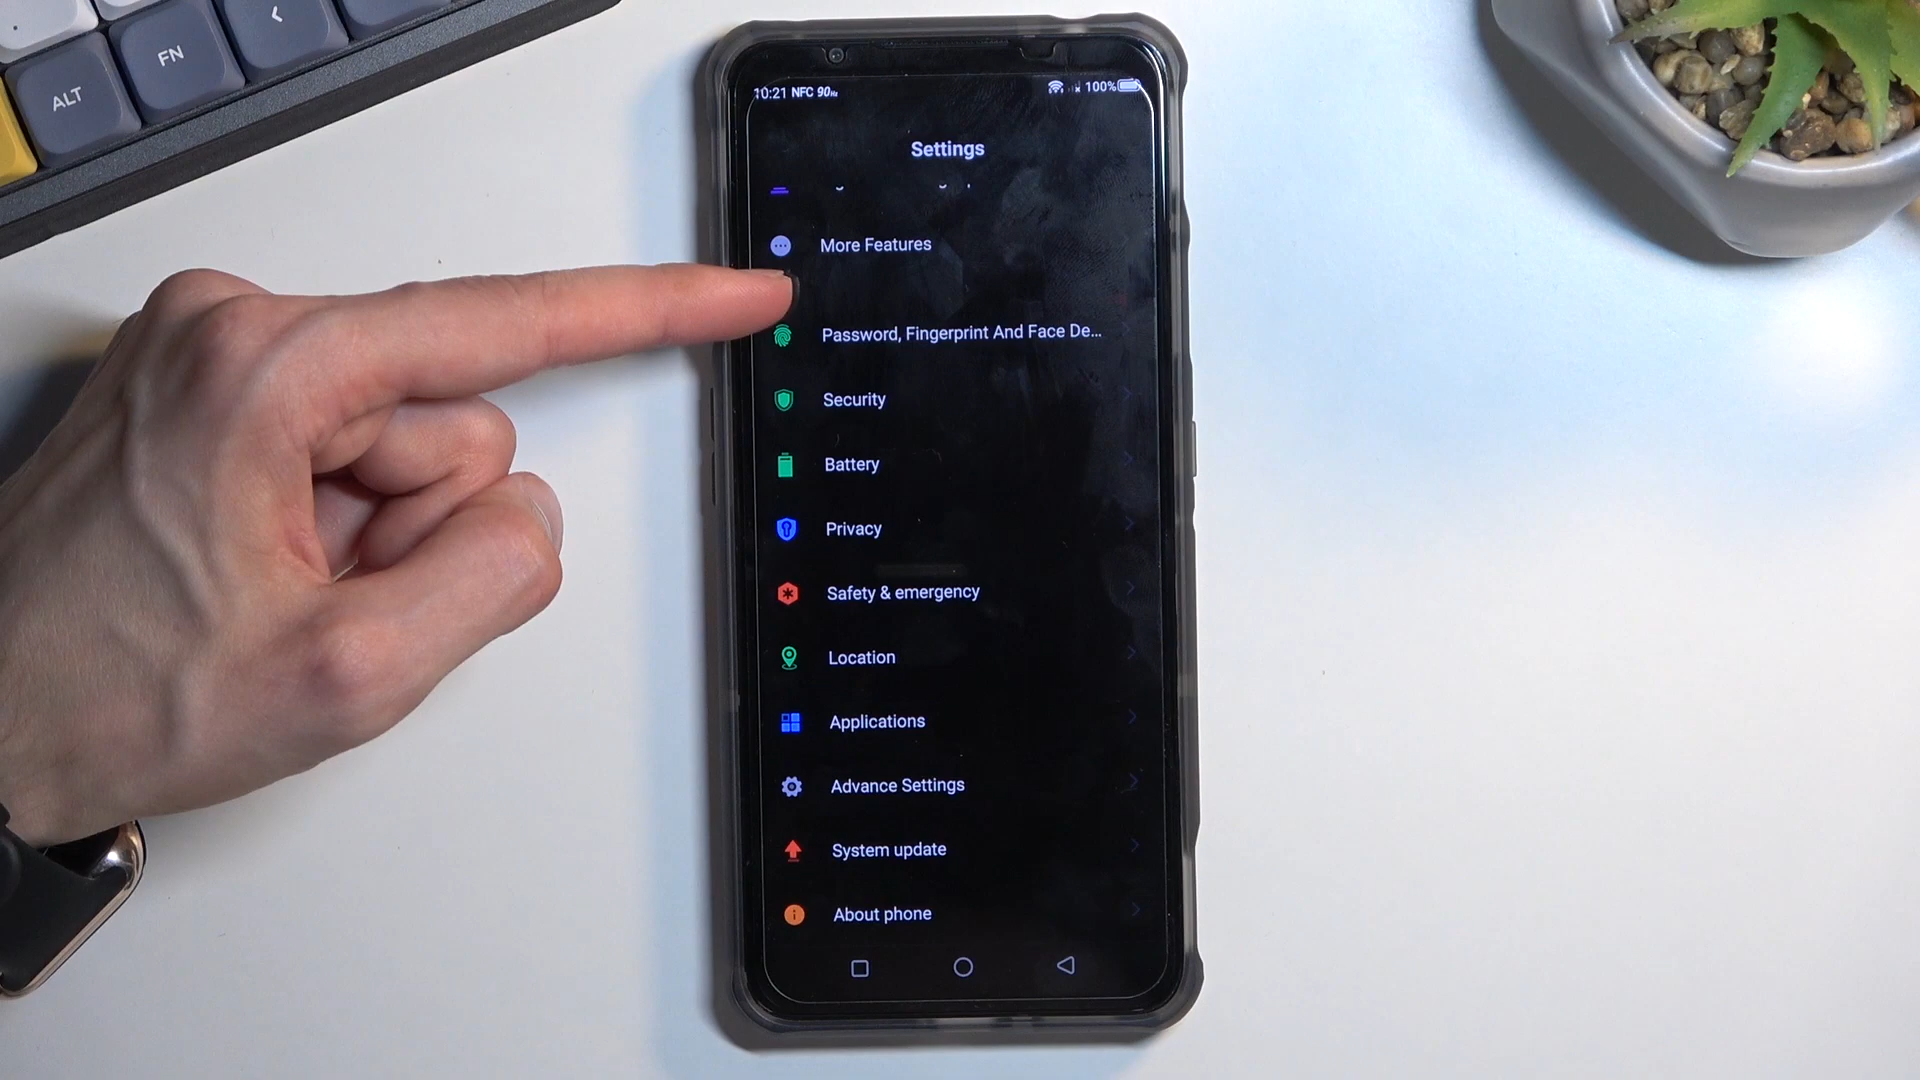 ALT
FN
<
10:21 NFC 90Hz
100%
Settings
More Features
Password, Fingerprint And Face De...
Security
Battery
Privacy
Safety & emergency
Location
Applications
Advance Settings
System update
About phone